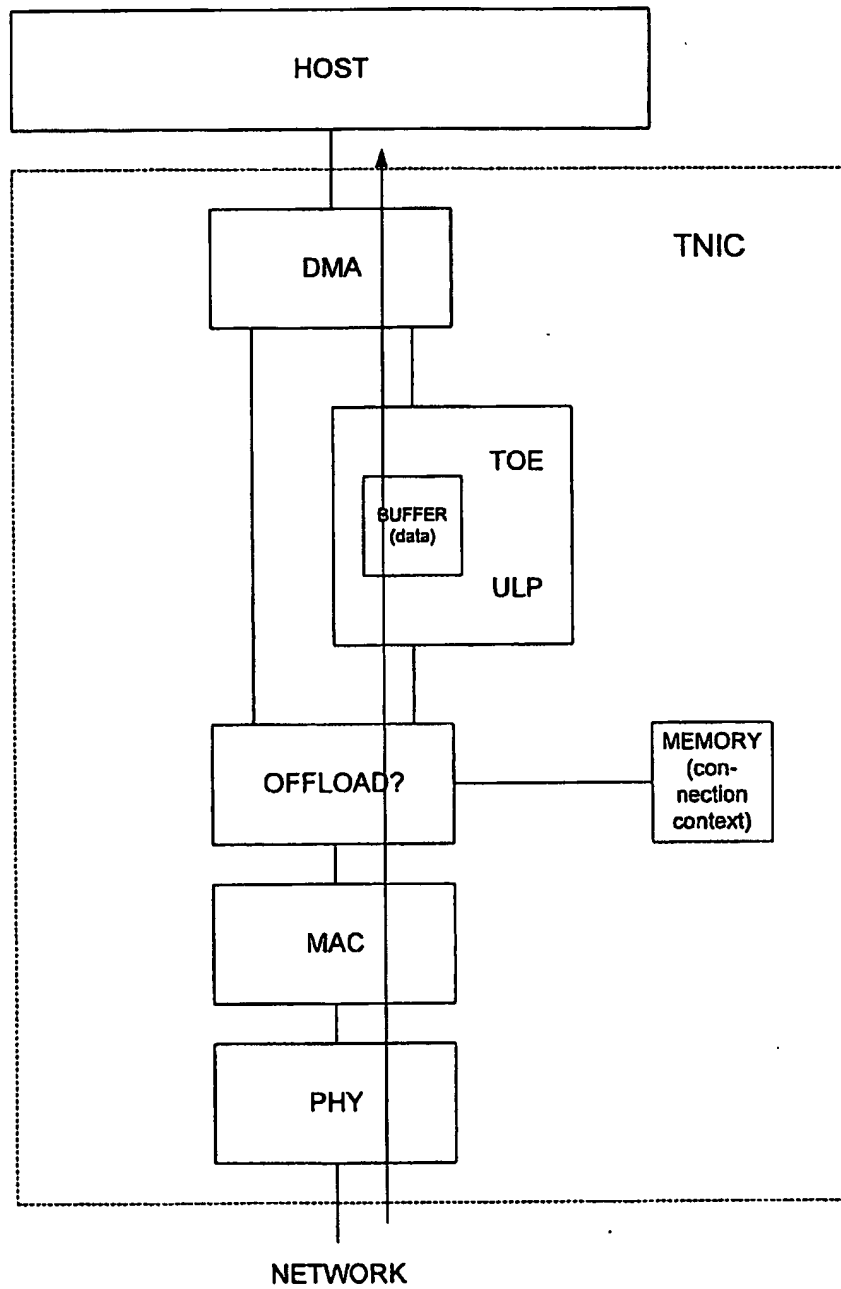 HOST
TNIC
DMA
TOE
BUFFER
(data)
ULP
OFFLOAD?
MEMORY
(con-
nection
context)
MAC
PHY
NETWORK